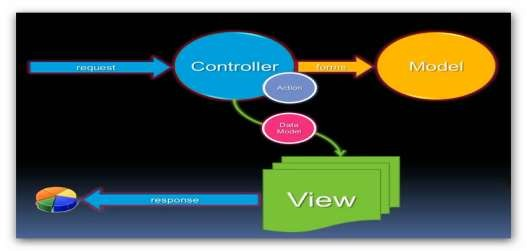 request
Controller
forms
Model
Action
Data
Model
View
response